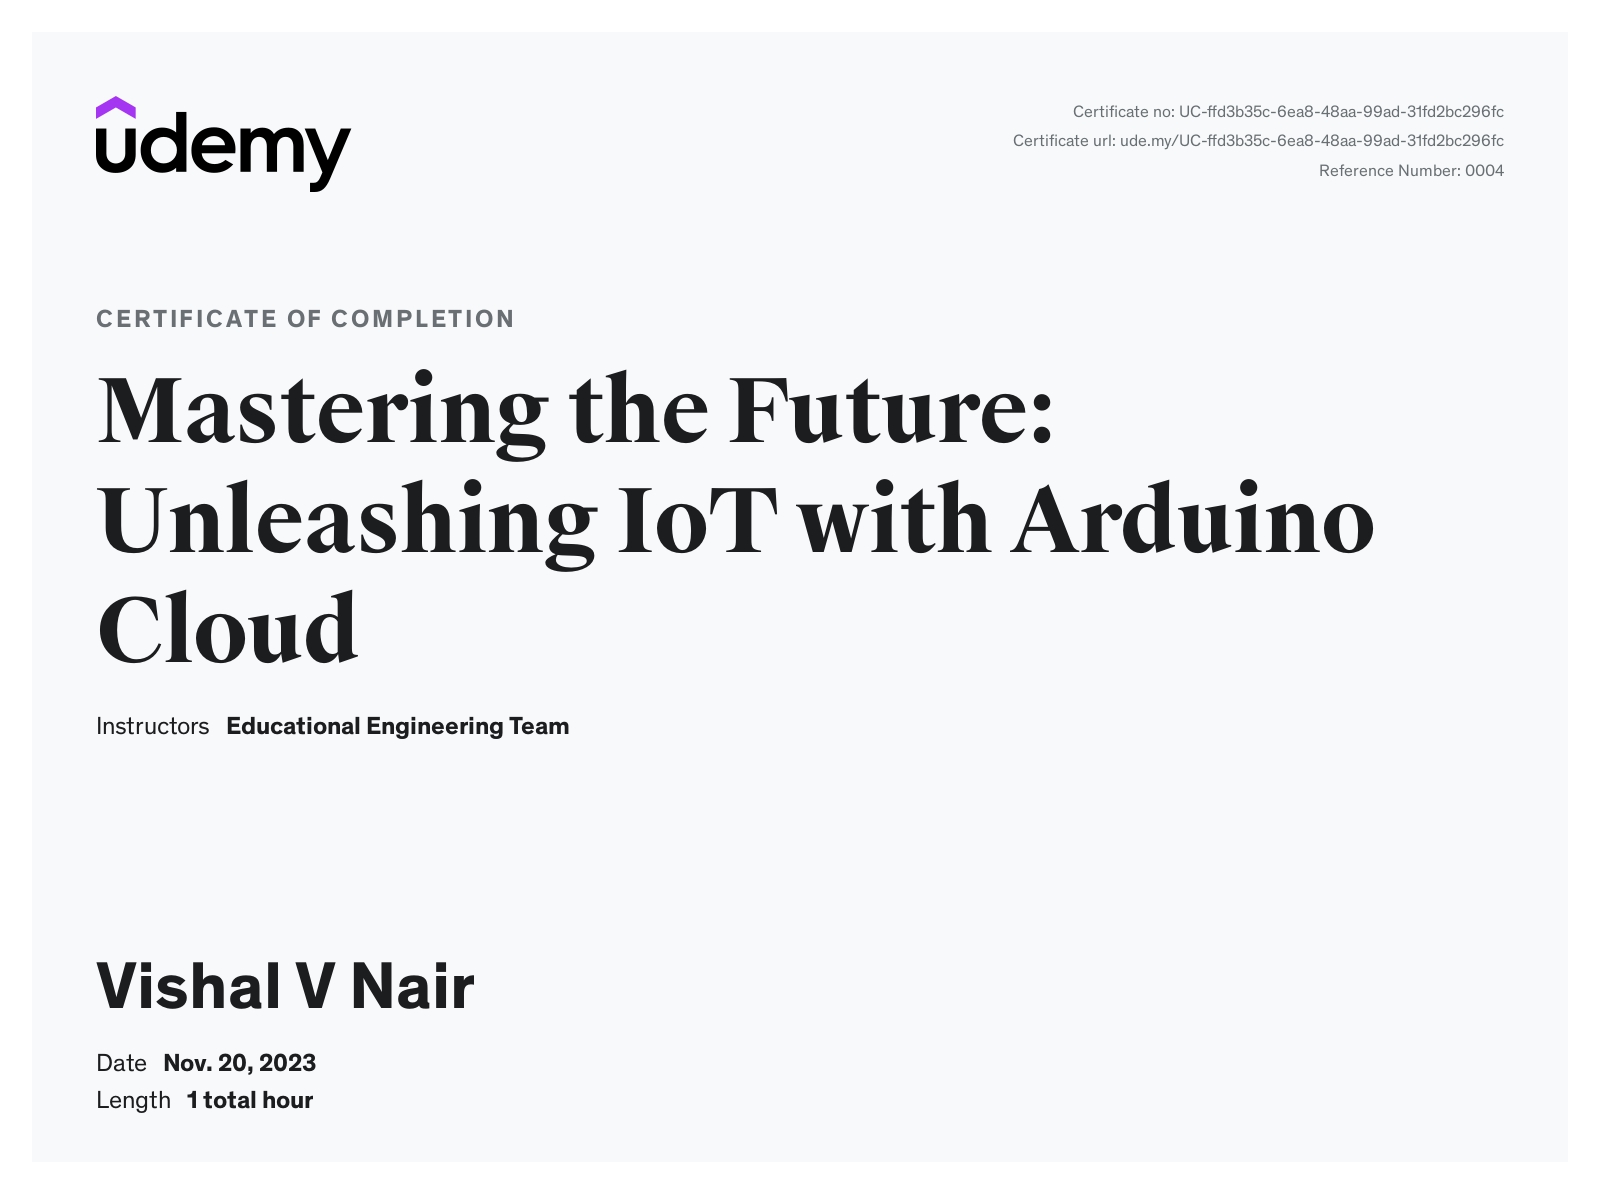 udemy
Certificate no: UC-ffd3b35c-6ea8-48aa-99ad-31fd2bc296fc
Certificate url: ude.my/UC-ffd3b35c-6ea8-48aa-99ad-31fd2bc296fc
Reference Number: 0004
CERTIFICATE OF COMPLETION
Mastering the Future:
Unleashing IoT with Arduino
Cloud
Instructors Educational Engineering Team
Vishal V Nair
Date Nov. 20, 2023
Length 1 total hour